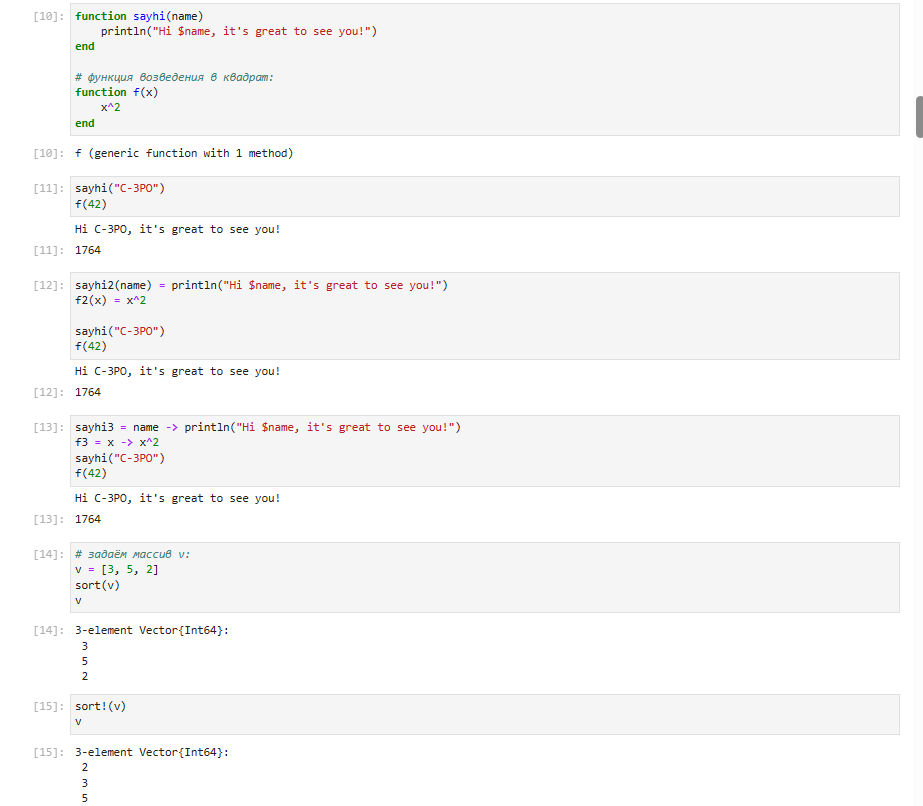 [10]: function sayhi(name)
    println("Hi $name, it's great to see you!")
end

# функция возведения в квадрат:
function f(x)
    x^2
end
[10]: f (generic function with 1 method)
[11]: sayhi("C-3PO")
f(42)
Hi C-3PO, it's great to see you!
[11]: 1764
[12]: sayhi2(name) = println("Hi $name, it's great to see you!")
f2(x) = x^2

sayhi("C-3PO")
f(42)
Hi C-3PO, it's great to see you!
[12]: 1764
[13]: sayhi3 = name -> println("Hi $name, it's great to see you!")
f3 = x -> x^2
sayhi("C-3PO")
f(42)
Hi C-3PO, it's great to see you!
[13]: 1764
[14]: # задаём массив v:
v = [3, 5, 2]
sort(v)
v
[14]: 3-element Vector{Int64}:
 3
 5
 2
[15]: sort!(v)
v
[15]: 3-element Vector{Int64}:
 2
 3
 5